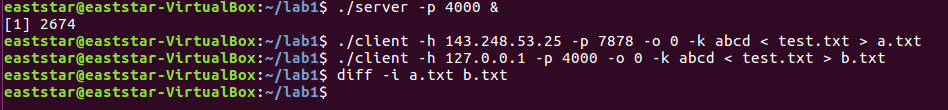 eaststar@eaststar-VirtualBox:~/lab1$ ./server -p 4000 &
[1] 2674
eaststar@eaststar-VirtualBox:~/lab1$ ./client -h 143.248.53.25 -p 7878 -o 0 -k abcd < test.txt > a.txt
eaststar@eaststar-VirtualBox:~/lab1$ ./client -h 127.0.0.1 -p 4000 -o 0 -k abcd < test.txt > b.txt
eaststar@eaststar-VirtualBox:~/lab1$ diff -i a.txt b.txt
eaststar@eaststar-VirtualBox:~/lab1$